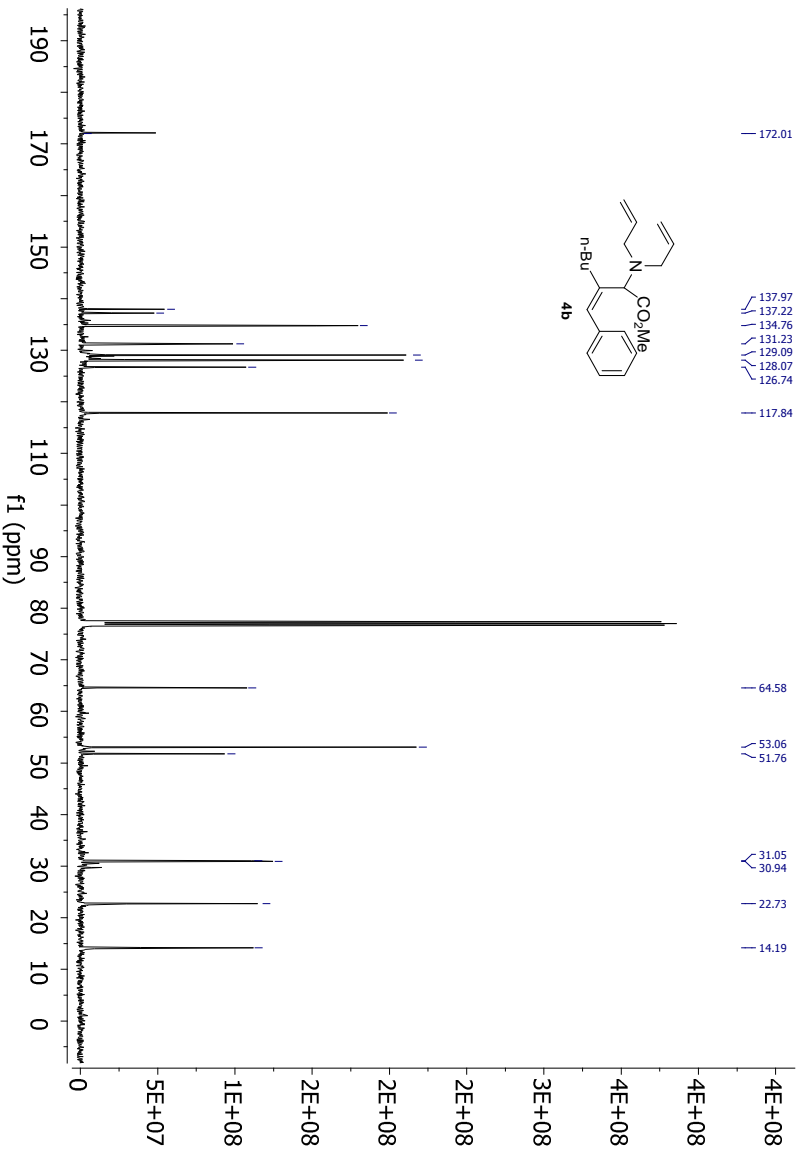 172.01
137.97
137.22
134.76
131.23
129.09
128.07
126.74
117.84
64.58
53.06
51.76
31.05
30.94
22.73
14.19
N
CO₂Me
n-Bu
4b
190
170
150
130
110
90
80
70
60
50
40
30
20
10
0
f1 (ppm)
0
5E+07
1E+08
2E+08
2E+08
2E+08
3E+08
4E+08
4E+08
4E+08